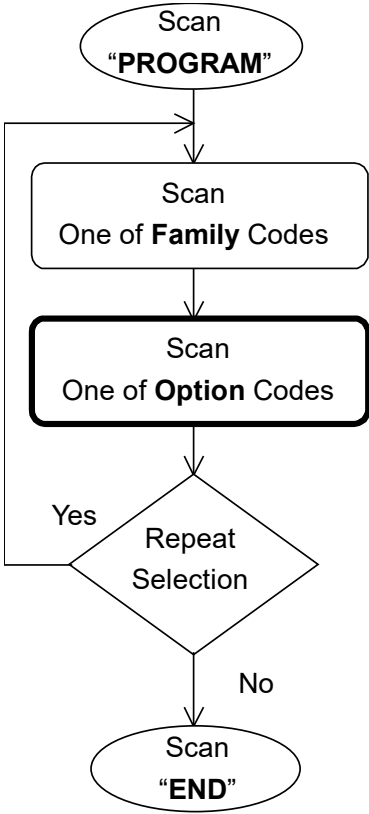 Scan
“PROGRAM”
Scan
One of Family Codes
Scan
One of Option Codes
Yes
Repeat
Selection
No
Scan
“END”